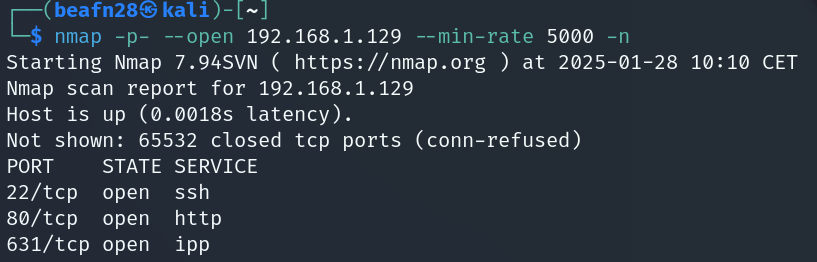 ┌──(beafn28㉿kali)-[~]
└─$ nmap -p- --open 192.168.1.129 --min-rate 5000 -n
Starting Nmap 7.94SVN ( https://nmap.org ) at 2025-01-28 10:10 CET
Nmap scan report for 192.168.1.129
Host is up (0.0018s latency).
Not shown: 65532 closed tcp ports (conn-refused)
PORT    STATE SERVICE
22/tcp  open  ssh
80/tcp  open  http
631/tcp open  ipp